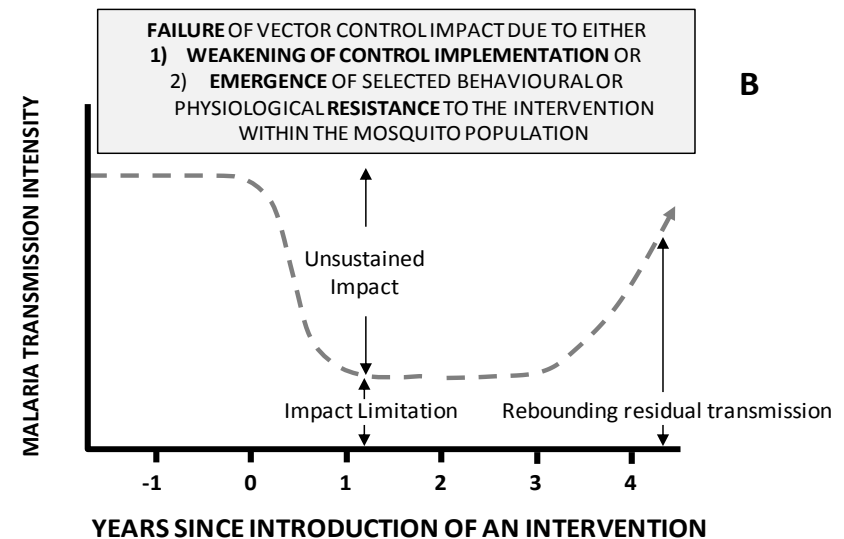 FAILURE OF VECTOR CONTROL IMPACT DUE TO EITHER
1) WEAKENING OF CONTROL IMPLEMENTATION OR
2) EMERGENCE OF SELECTED BEHAVIOURAL OR
PHYSIOLOGICAL RESISTANCE TO THE INTERVENTION
WITHIN THE MOSQUITO POPULATION
B
MALARIA TRANSMISSION INTENSITY
Unsustained
Impact
Impact Limitation
Rebounding residual transmission
-1 0 1 2 3 4
YEARS SINCE INTRODUCTION OF AN INTERVENTION